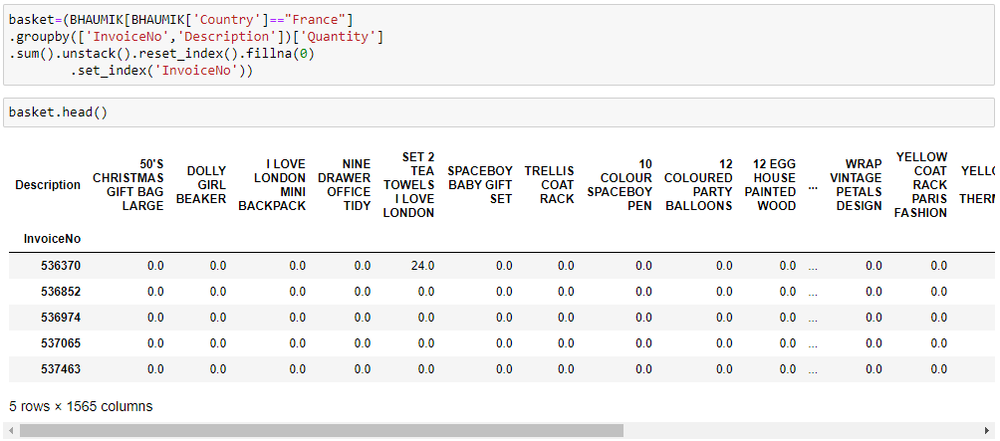 basket=(BHAUMIK[BHAUMIK['Country']=="France"]
.groupby(['InvoiceNo','Description'])['Quantity']
.sum().unstack().reset_index().fillna(0)
        .set_index('InvoiceNo'))
basket.head()
Description 50'S CHRISTMAS GIFT BAG LARGE DOLLY GIRL BEAKER I LOVE LONDON MINI BACKPACK NINE DRAWER OFFICE TIDY SET 2 TEA TOWELS I LOVE LONDON SPACEBOY BABY GIFT SET TRELLIS COAT RACK 10 COLOUR SPACEBOY PEN 12 COLOURED PARTY BALLOONS 12 EGG HOUSE PAINTED WOOD ... WRAP VINTAGE PETALS DESIGN YELLOW COAT RACK PARIS FASHION
InvoiceNo
536370 0.0 0.0 0.0 0.0 24.0 0.0 0.0 0.0 0.0 0.0 ... 0.0 0.0
536852 0.0 0.0 0.0 0.0 0.0 0.0 0.0 0.0 0.0 0.0 ... 0.0 0.0
536974 0.0 0.0 0.0 0.0 0.0 0.0 0.0 0.0 0.0 0.0 ... 0.0 0.0
537065 0.0 0.0 0.0 0.0 0.0 0.0 0.0 0.0 0.0 0.0 ... 0.0 0.0
537463 0.0 0.0 0.0 0.0 0.0 0.0 0.0 0.0 0.0 0.0 ... 0.0 0.0
5 rows × 1565 columns